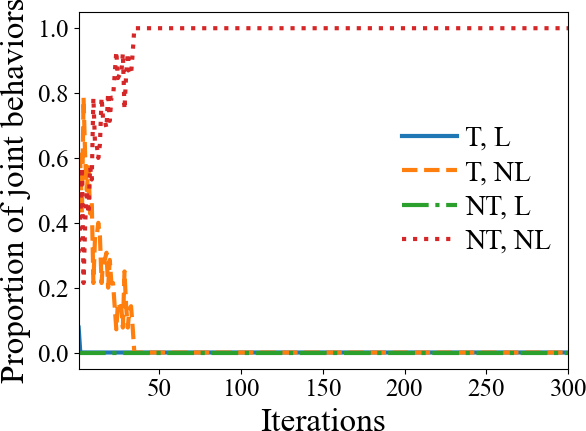 Proportion of joint behaviors
1.0
0.8
0.6
0.4
0.2
0.0
T, L
T, NL
NT, L
NT, NL
50
100
150
200
250
300
Iterations